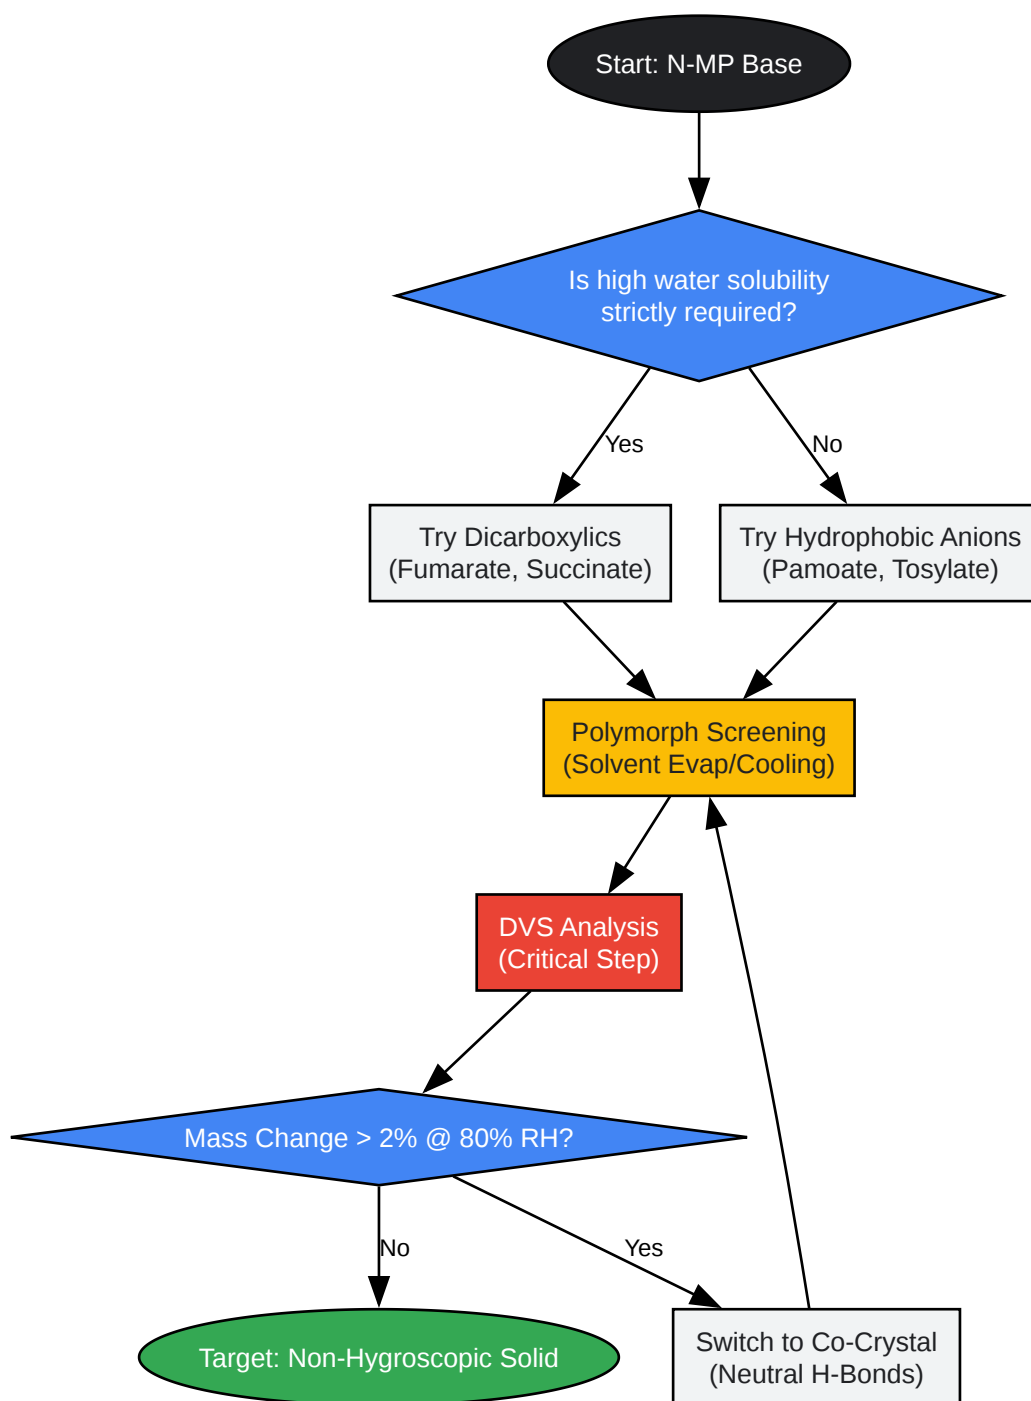 Start: N-MP Base
Is high water solubility
strictly required?
Yes
No
Try Dicarboxylics
(Fumarate, Succinate)
Try Hydrophobic Anions
(Pamoate, Tosylate)
Polymorph Screening
(Solvent Evap/Cooling)
DVS Analysis
(Critical Step)
Mass Change > 2% @ 80% RH?
No
Yes
Target: Non-Hygroscopic Solid
Switch to Co-Crystal
(Neutral H-Bonds)